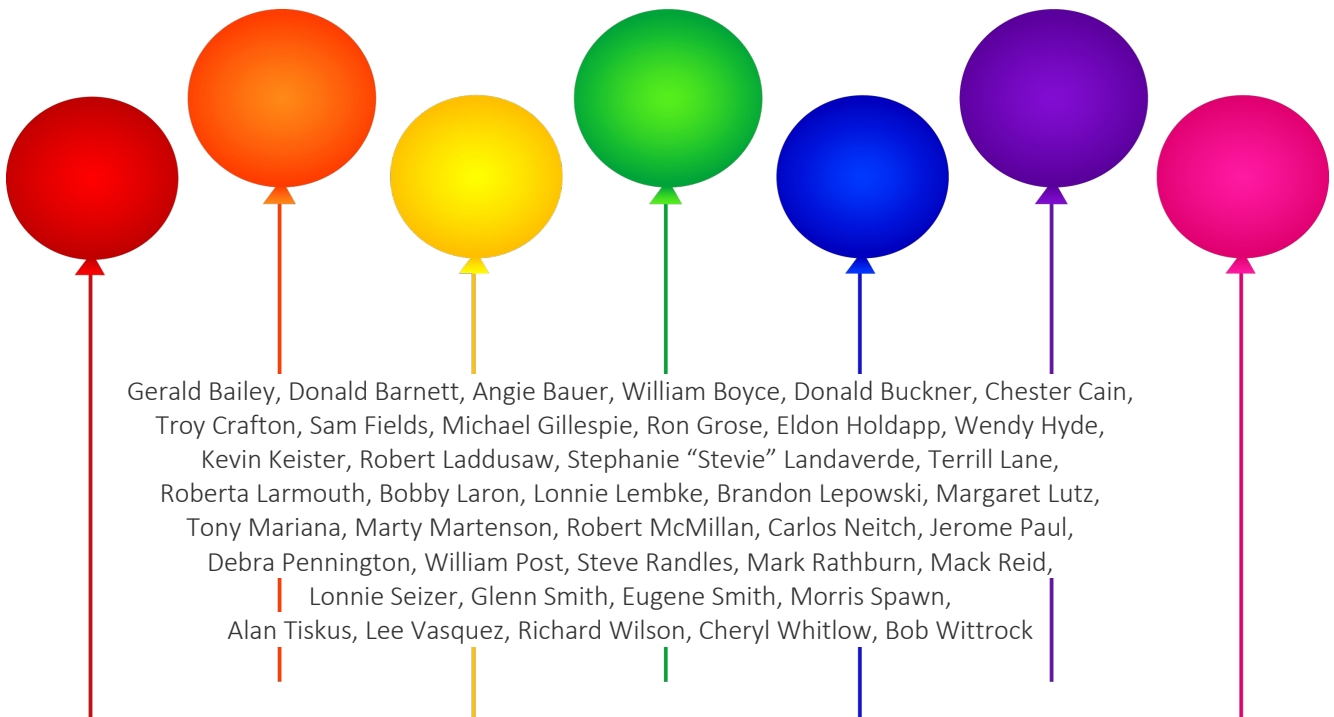 Gerald Bailey, Donald Barnett, Angie Bauer, William Boyce, Donald Buckner, Chester Cain,
Troy Crafton, Sam Fields, Michael Gillespie, Ron Grose, Eldon Holdapp, Wendy Hyde,
Kevin Keister, Robert Laddusaw, Stephanie “Stevie” Landaverde, Terrill Lane,
Roberta Larmouth, Bobby Laron, Lonnie Lembke, Brandon Lepowski, Margaret Lutz,
Tony Mariana, Marty Martenson, Robert McMillan, Carlos Neitch, Jerome Paul,
Debra Pennington, William Post, Steve Randles, Mark Rathburn, Mack Reid,
Lonnie Seizer, Glenn Smith, Eugene Smith, Morris Spawn,
Alan Tiskus, Lee Vasquez, Richard Wilson, Cheryl Whitlow, Bob Wittrock